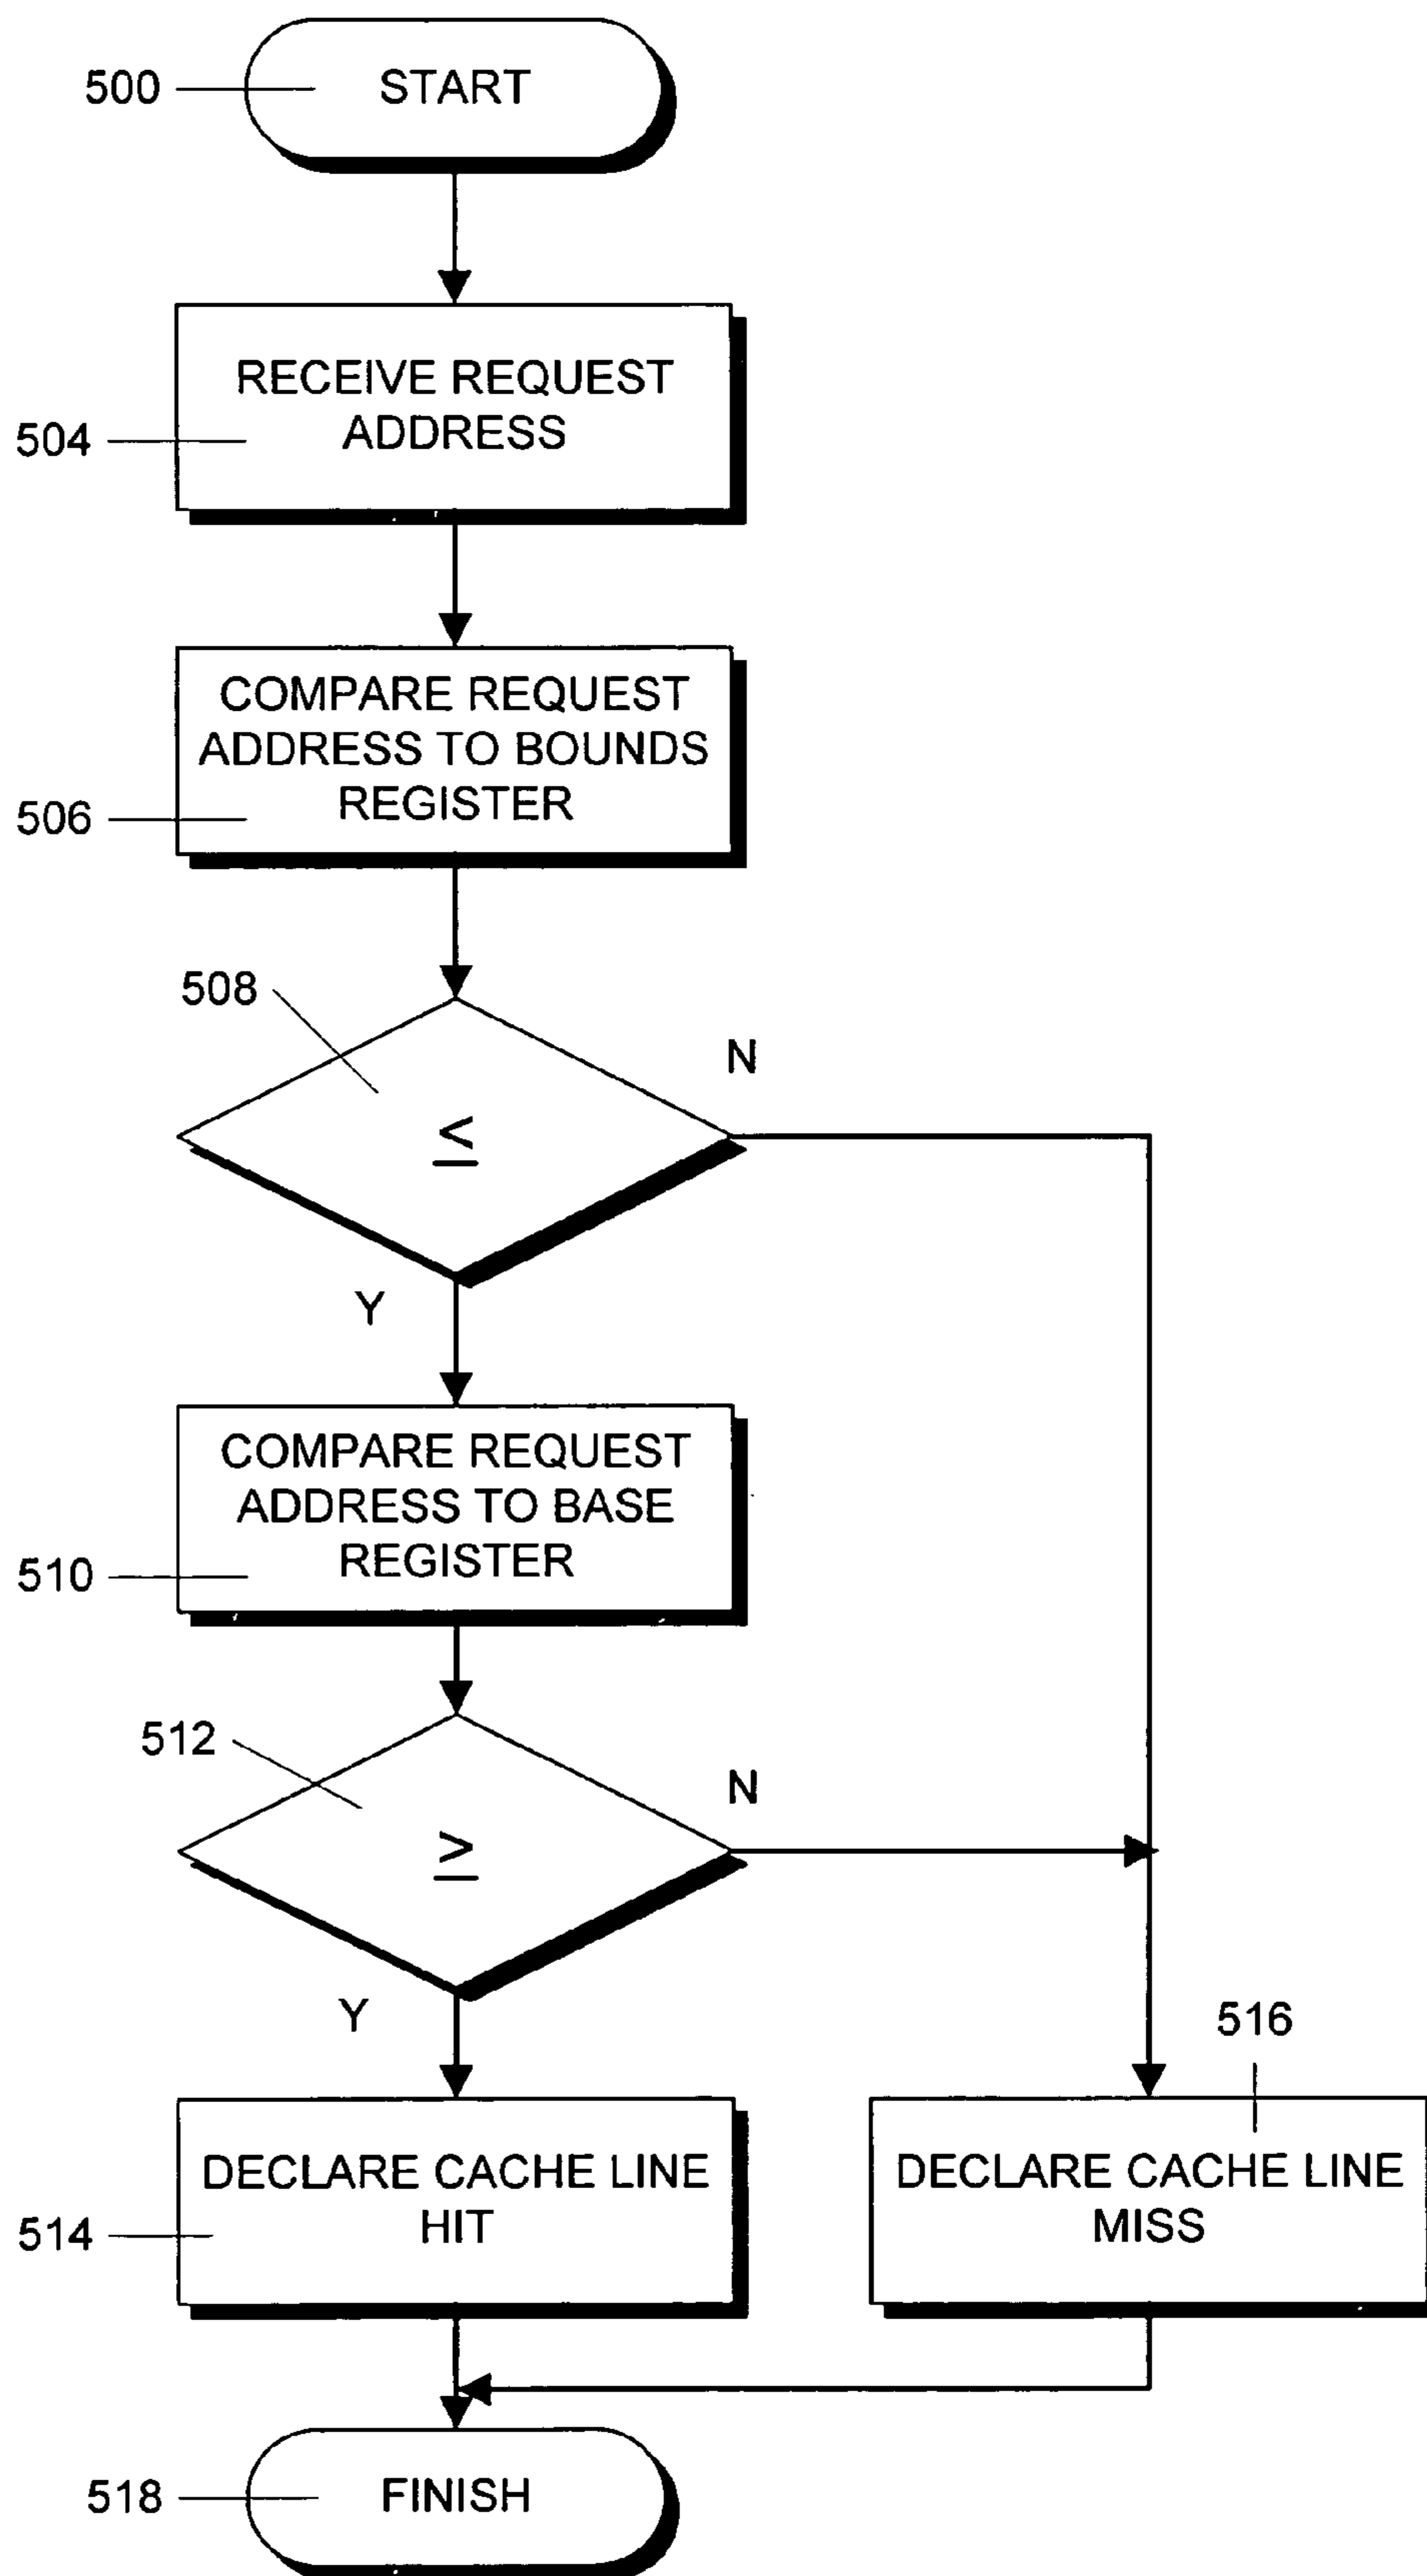 500
START
RECEIVE REQUEST
ADDRESS
504
COMPARE REQUEST
ADDRESS TO BOUNDS
REGISTER
506
508
N
≤
Y
COMPARE REQUEST
ADDRESS TO BASE
REGISTER
510
512
N
≥
Y
516
DECLARE CACHE LINE
HIT
514
DECLARE CACHE LINE
MISS
518
FINISH